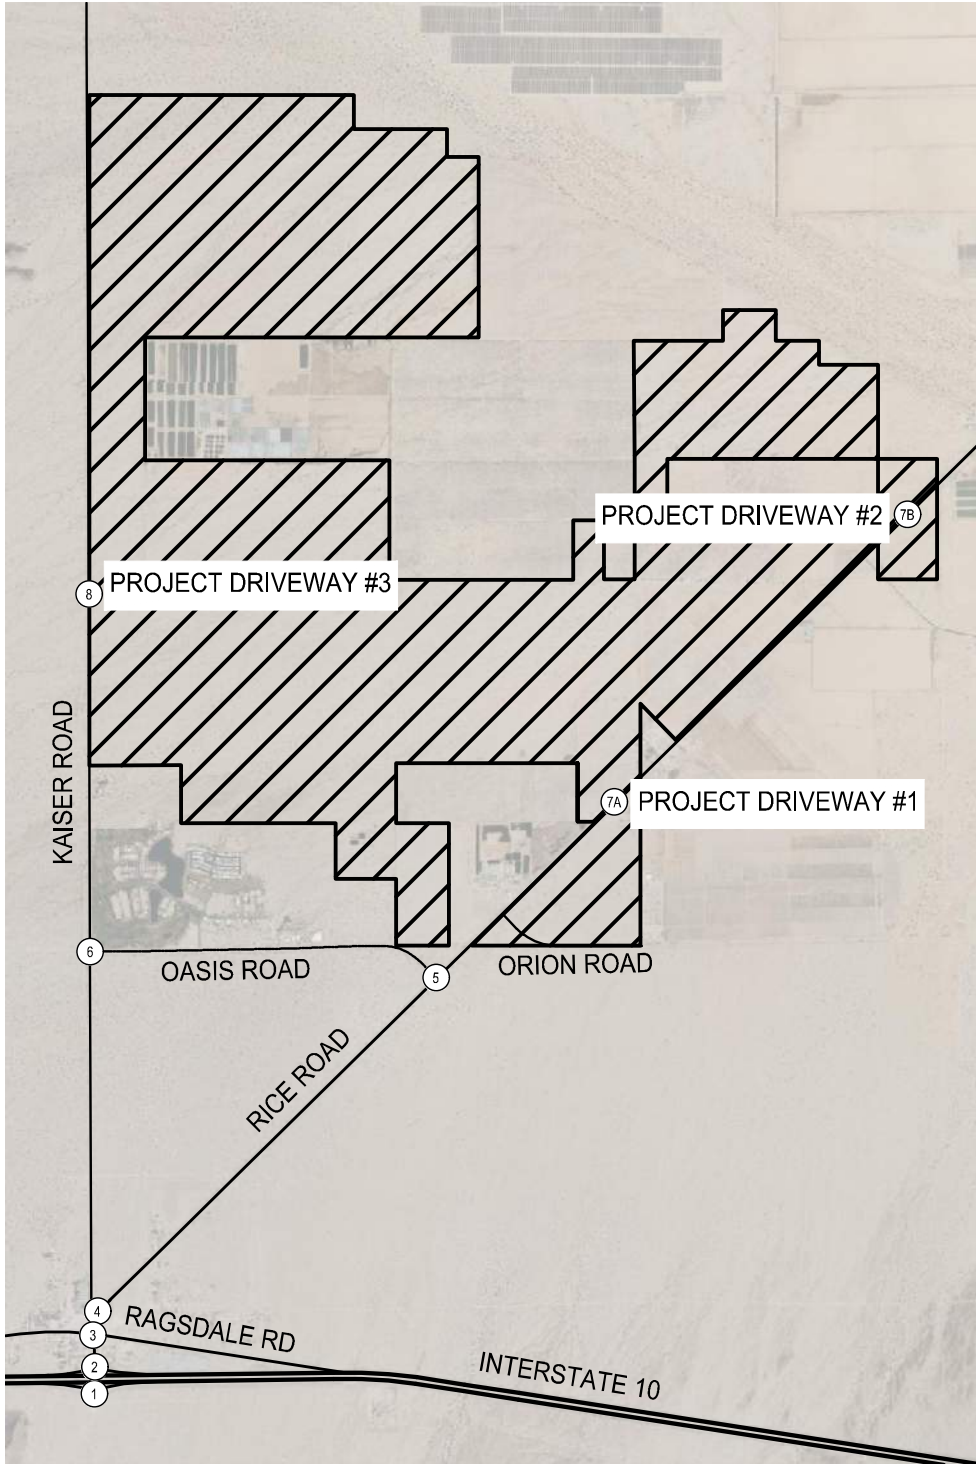 PROJECT DRIVEWAY #2
7B
PROJECT DRIVEWAY #3
8
KAISER ROAD
7A
PROJECT DRIVEWAY #1
6
OASIS ROAD
5
ORION ROAD
RICE ROAD
4
3
RAGSDALE RD
2
1
INTERSTATE 10